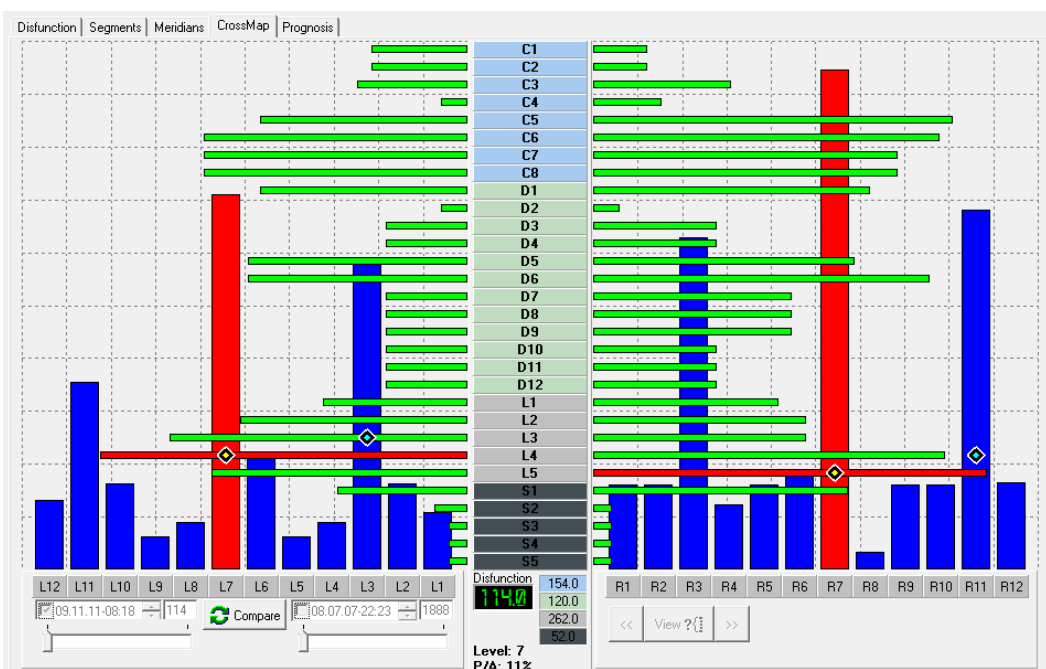 Disfunction Segments Meridians CrossMap Prognosis
C1
C2
C3
C4
C5
C6
C7
C8
D1
D2
D3
D4
D5
D6
D7
D8
D9
D10
D11
D12
L1
L2
L3
L4
L5
S1
S2
S3
S4
S5
L12 L11 L10 L9 L8 L7 L6 L5 L4 L3 L2 L1
Disfunction
114.0
154.0
120.0
262.0
52.0
R1 R2 R3 R4 R5 R6 R7 R8 R9 R10 R11 R12
09.11.11-08:18 114 Compare 08.07.07-22:23 1888
<< View ?{} >>
Level: 7
P/A: 11%